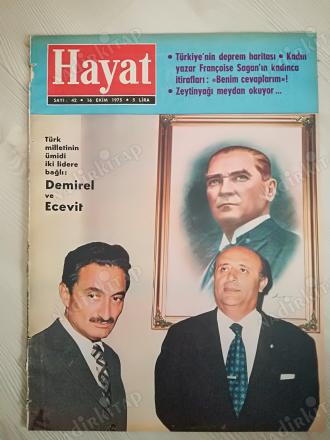 Hayat
SAYI: 42 • 16 EKİM 1975 • 5 LİRA
• Türkiye'nin deprem haritası • Kadın
yazar Françoise Sagan'ın kadınca
itirafları: «Benim cevaplarım»!
• Zeytinyağı meydan okuyor...
Türk
milletinin
ümidi
iki lidere
bağlı:
Demirel
ve
Ecevit
nadirkitap